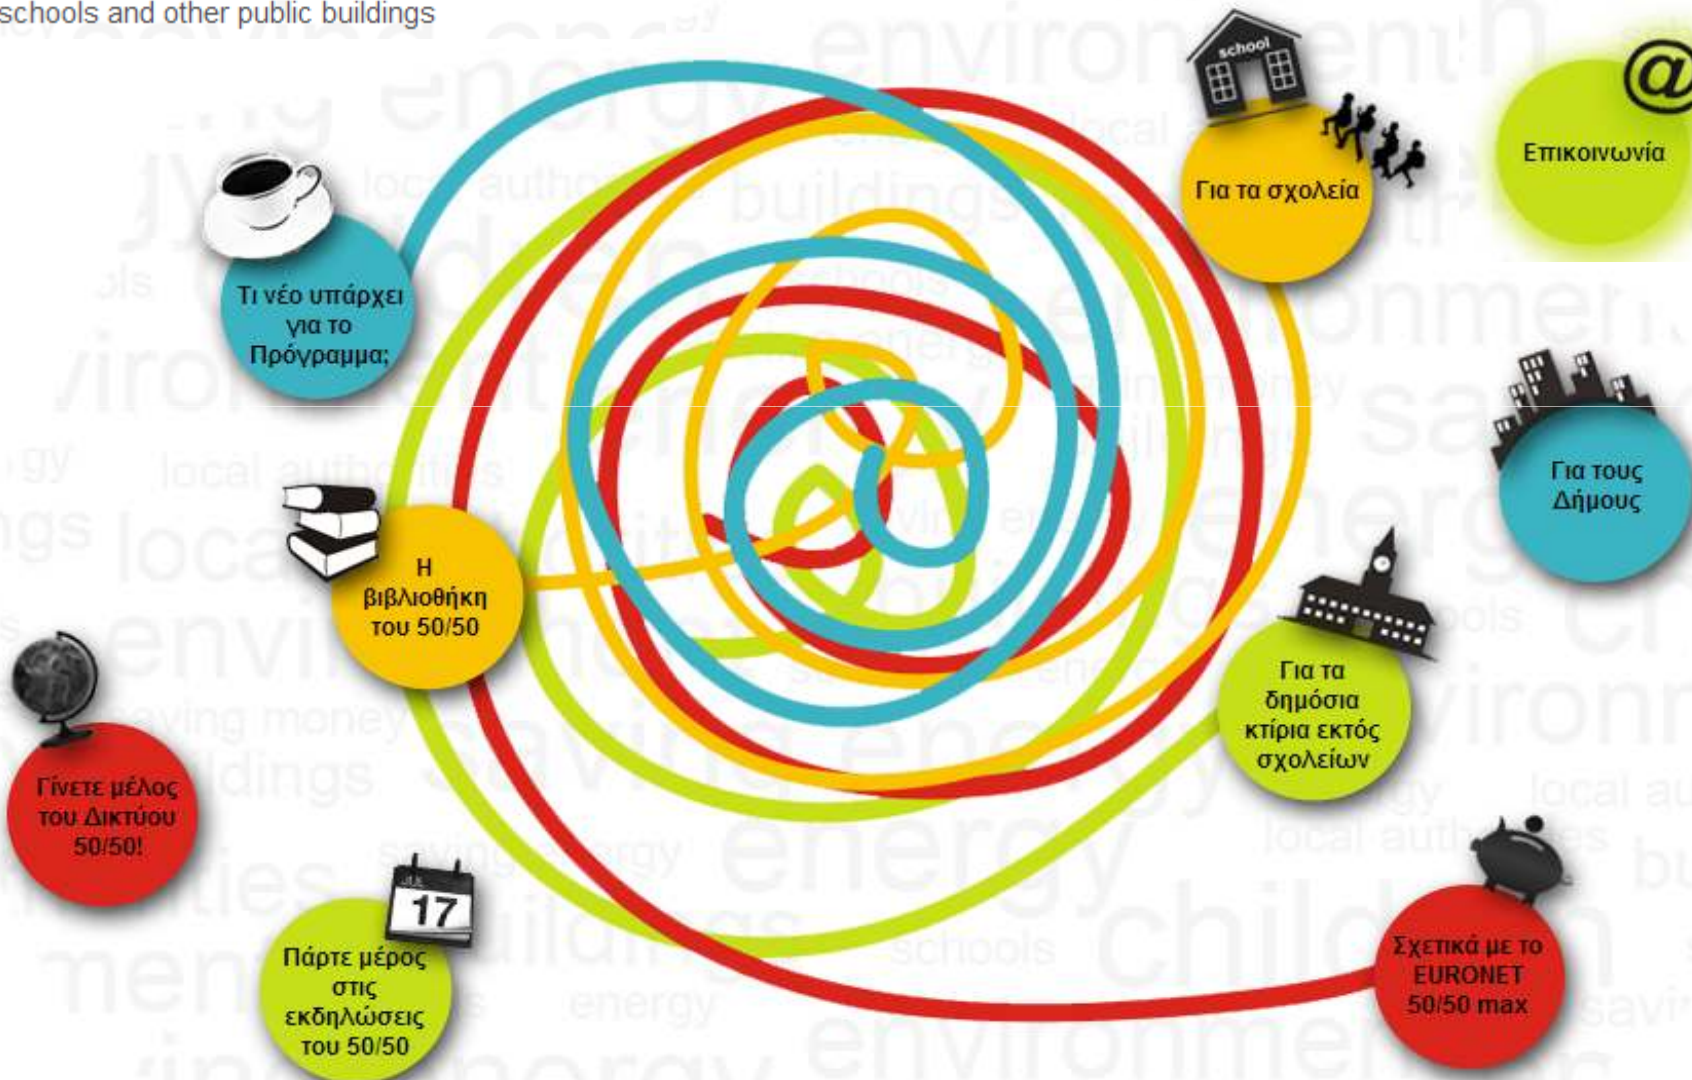 schools and other public buildings
school
Για τα σχολεία
Επικοινωνία
Τι νέο υπάρχει
για το
Πρόγραμμα;
Για τους
Δήμους
Η
βιβλιοθήκη
του 50/50
Για τα
δημόσια
κτίρια εκτός
σχολείων
Γίνετε μέλος
του Δικτύου
50/50!
17
Πάρτε μέρος
στις
εκδηλώσεις
του 50/50
Σχετικά με το
EURONET
50/50 max